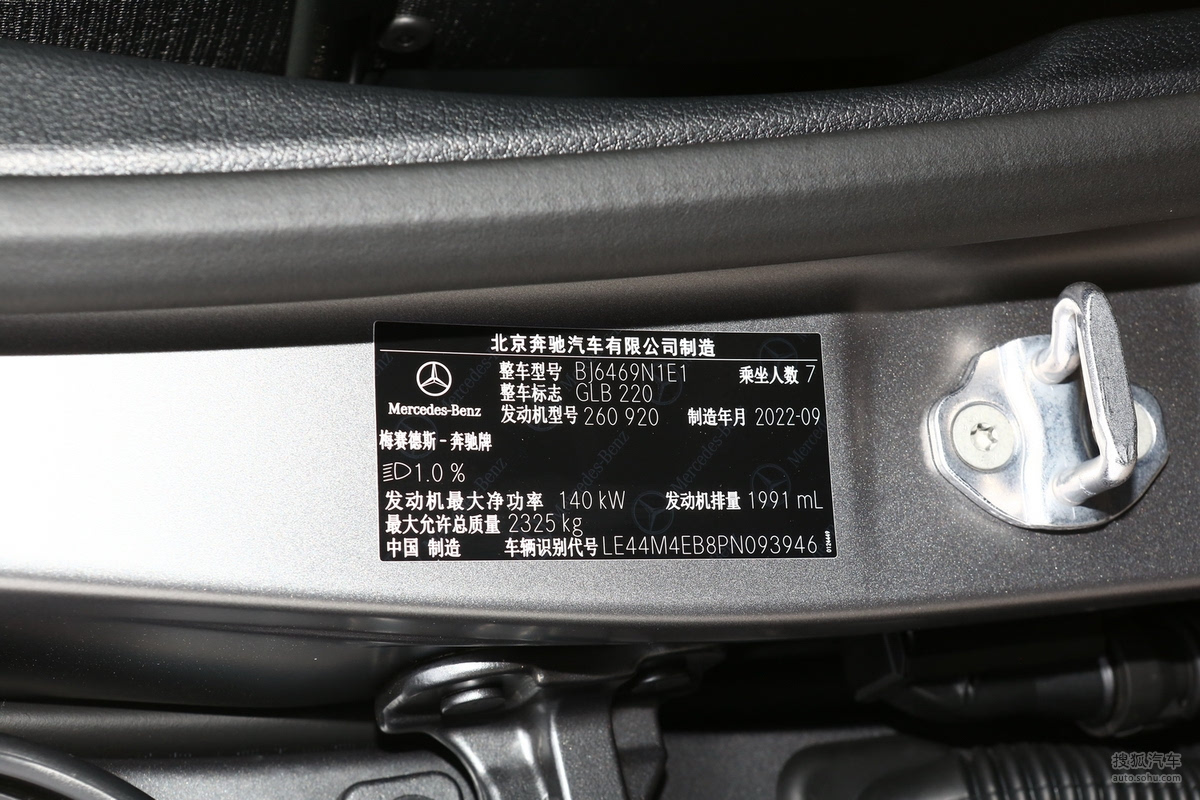 北京奔驰汽车有限公司制造
整车型号 BJ6469N1E1 乘坐人数 7
整车标志 GLB 220
Mercedes-Benz
发动机型号 260 920 制造年月 2022-09
梅赛德斯-奔驰牌
1.0 %
发动机最大净功率 140 kW 发动机排量 1991 mL
最大允许总质量 2325 kg
中国 制造 车辆识别代号 LE44M4EB8PN093946
搜狐汽车
auto.sohu.com